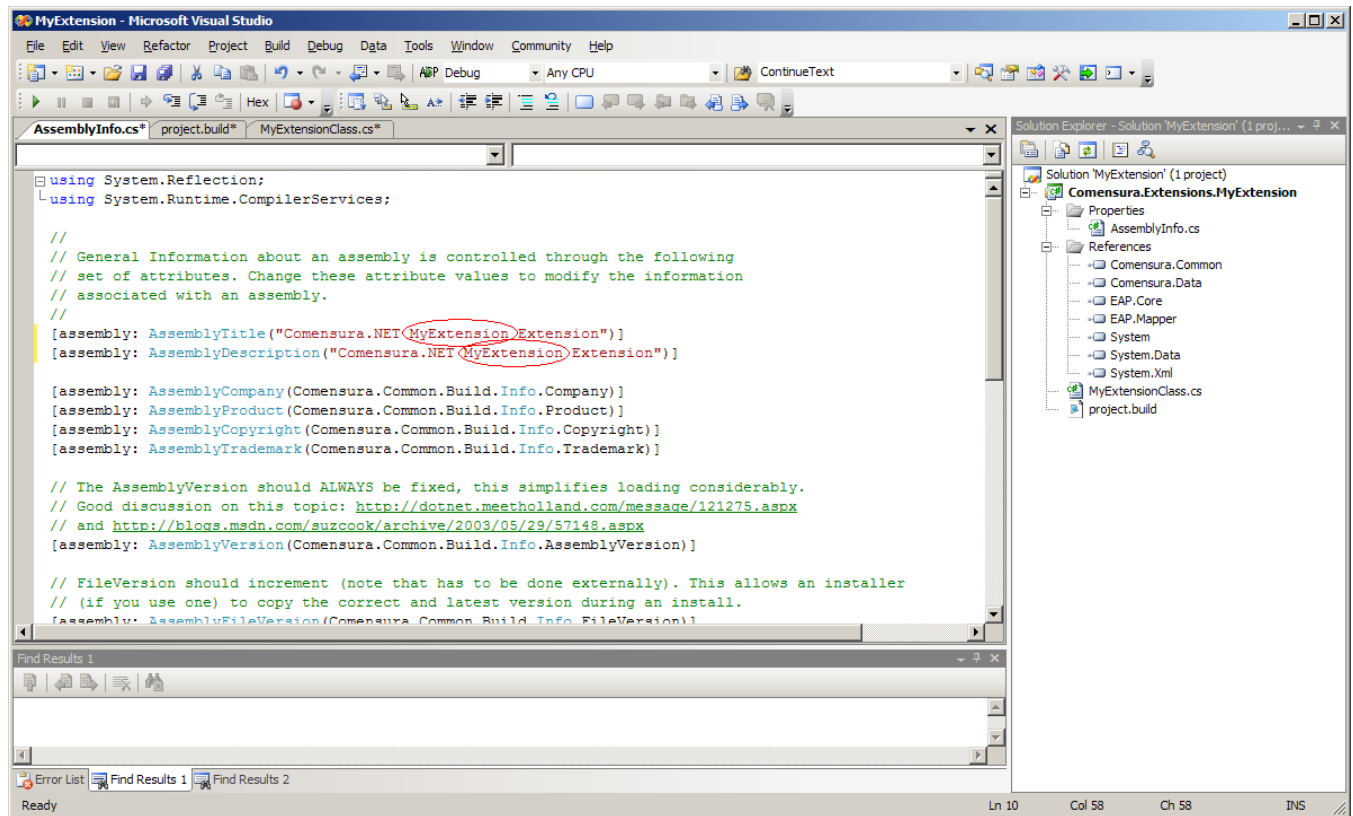 MyExtension - Microsoft Visual Studio
File Edit View Refactor Project Build Debug Data Tools Window Community Help
Debug Any CPU ContinueText
Hex
AssemblyInfo.cs* project.build* MyExtensionClass.cs*
using System.Reflection;
using System.Runtime.CompilerServices;
//
// General Information about an assembly is controlled through the following
// set of attributes. Change these attribute values to modify the information
// associated with an assembly.
//
[assembly: AssemblyTitle("Comensura.NET MyExtension Extension")]
[assembly: AssemblyDescription("Comensura.NET MyExtension Extension")]
[assembly: AssemblyCompany(Comensura.Common.Build.Info.Company)]
[assembly: AssemblyProduct(Comensura.Common.Build.Info.Product)]
[assembly: AssemblyCopyright(Comensura.Common.Build.Info.Copyright)]
[assembly: AssemblyTrademark(Comensura.Common.Build.Info.Trademark)]
// The AssemblyVersion should ALWAYS be fixed, this simplifies loading considerably.
// Good discussion on this topic: http://dotnet.meetholland.com/message/121275.aspx
// and http://blogs.msdn.com/suzcook/archive/2003/05/29/57148.aspx
[assembly: AssemblyVersion(Comensura.Common.Build.Info.AssemblyVersion)]
// FileVersion should increment (note that has to be done externally). This allows an installer
// (if you use one) to copy the correct and latest version during an install.
[assembly: AssemblyFileVersion(Comensura.Common.Build.Info.FileVersion)]
Solution Explorer - Solution 'MyExtension' (1 proj...
Solution 'MyExtension' (1 project)
Comensura.Extensions.MyExtension
Properties
AssemblyInfo.cs
References
Comensura.Common
Comensura.Data
EAP.Core
EAP.Mapper
System
System.Data
System.Xml
MyExtensionClass.cs
project.build
Find Results 1
Error List Find Results 1 Find Results 2
Ready Ln 10 Col 58 Ch 58 INS